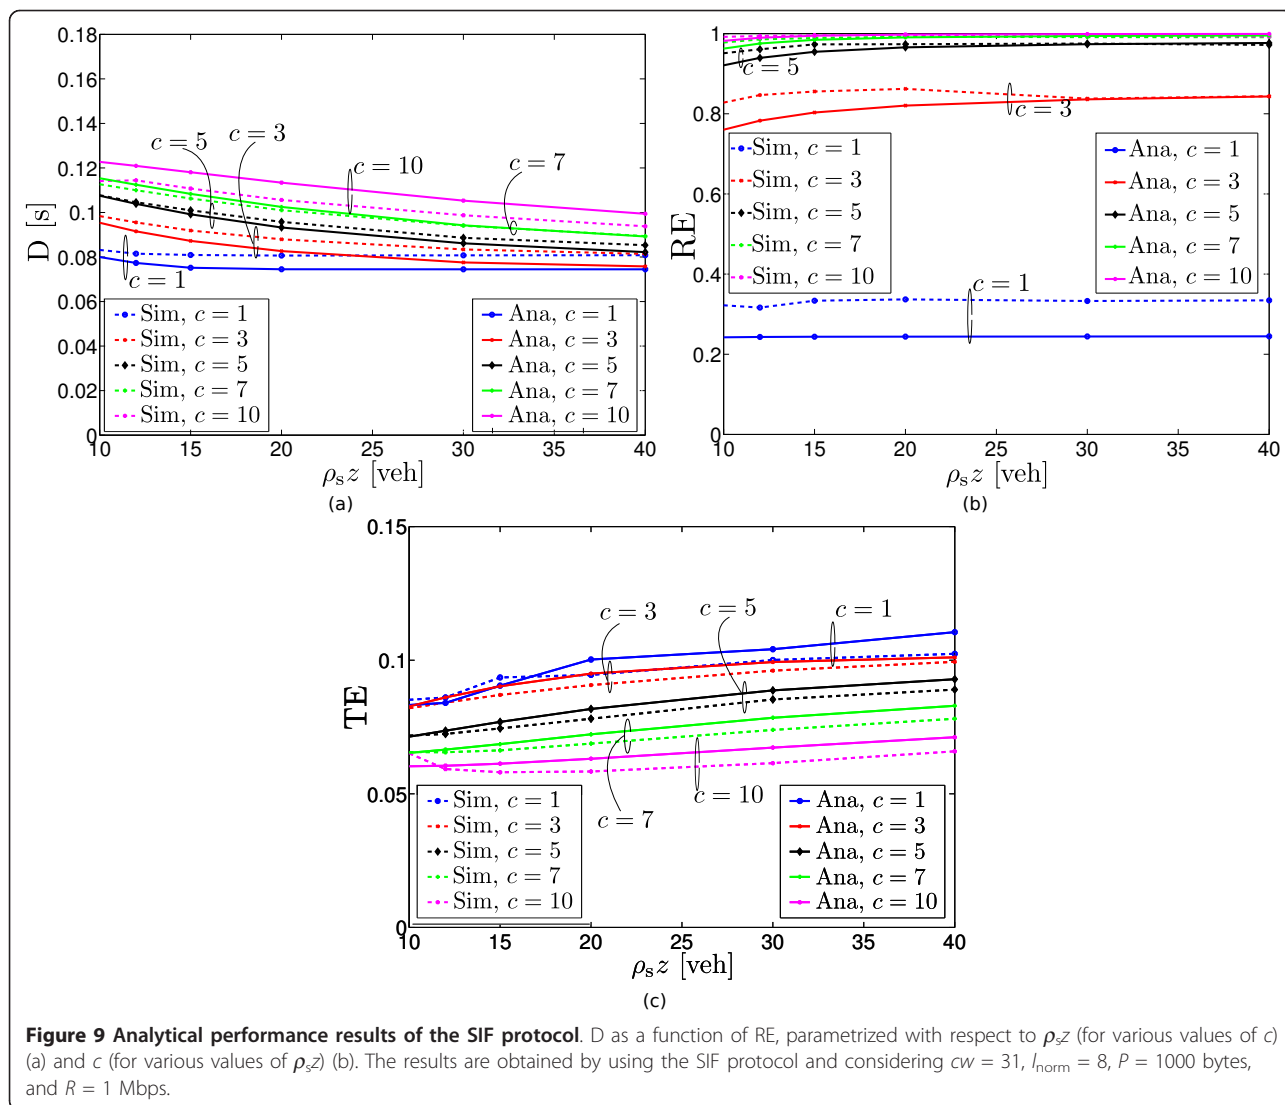 0.18
0.16
0.14
0.12
0.1
0.08
0.06
0.04
0.02
0
D [s]
c = 5
c = 3
c = 10
c = 7
c = 1
Sim, c = 1
Sim, c = 3
Sim, c = 5
Sim, c = 7
Sim, c = 10
Ana, c = 1
Ana, c = 3
Ana, c = 5
Ana, c = 7
Ana, c = 10
10 15 20 25 30 35 40
ρsz [veh]
(a)
1
0.8
0.6
0.4
0.2
0
RE
c = 5
c = 3
Sim, c = 1
Sim, c = 3
Sim, c = 5
Sim, c = 7
Sim, c = 10
Ana, c = 1
Ana, c = 3
Ana, c = 5
Ana, c = 7
Ana, c = 10
c = 1
10 15 20 25 30 35 40
ρsz [veh]
(b)
0.15
0.1
0.05
0
TE
c = 3
c = 5
c = 1
c = 10
c = 7
Sim, c = 1
Sim, c = 3
Sim, c = 5
Sim, c = 7
Sim, c = 10
Ana, c = 1
Ana, c = 3
Ana, c = 5
Ana, c = 7
Ana, c = 10
10 15 20 25 30 35 40
ρsz [veh]
(c)
Figure 9 Analytical performance results of the SIF protocol. D as a function of RE, parametrized with respect to ρsz (for various values of c)
(a) and c (for various values of ρsz) (b). The results are obtained by using the SIF protocol and considering cw = 31, lnorm = 8, P = 1000 bytes,
and R = 1 Mbps.